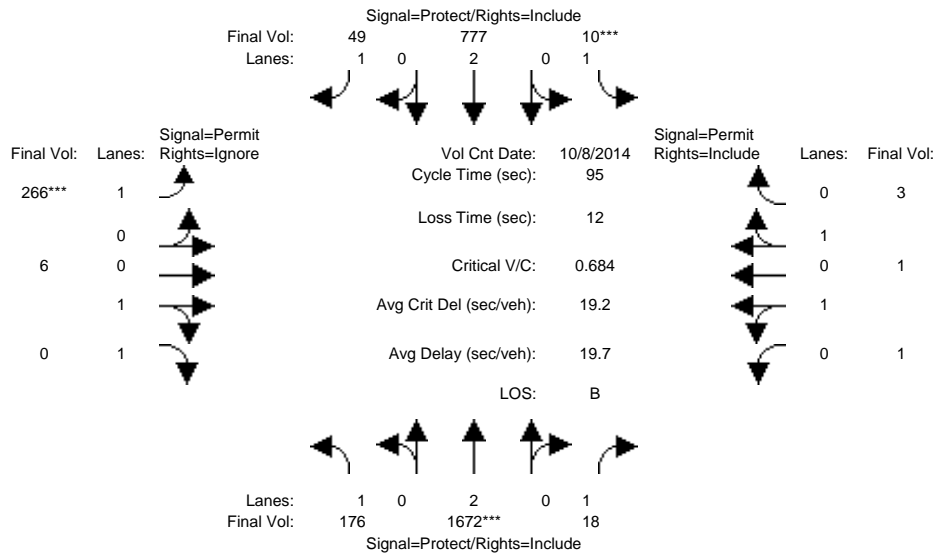 Signal=Protect/Rights=Include
Final Vol: 49 777 10***
Lanes: 1 0 2 0 1
Signal=Permit Signal=Permit
Final Vol: Lanes: Rights=Ignore Vol Cnt Date: 10/8/2014 Rights=Include Lanes: Final Vol:
Cycle Time (sec): 95
266*** 1 0 3
Loss Time (sec): 12
0 1
6 0 Critical V/C: 0.684 0 1
1 Avg Crit Del (sec/veh): 19.2 1
0 1 Avg Delay (sec/veh): 19.7 0 1
LOS: B
Lanes: 1 0 2 0 1
Final Vol: 176 1672*** 18
Signal=Protect/Rights=Include